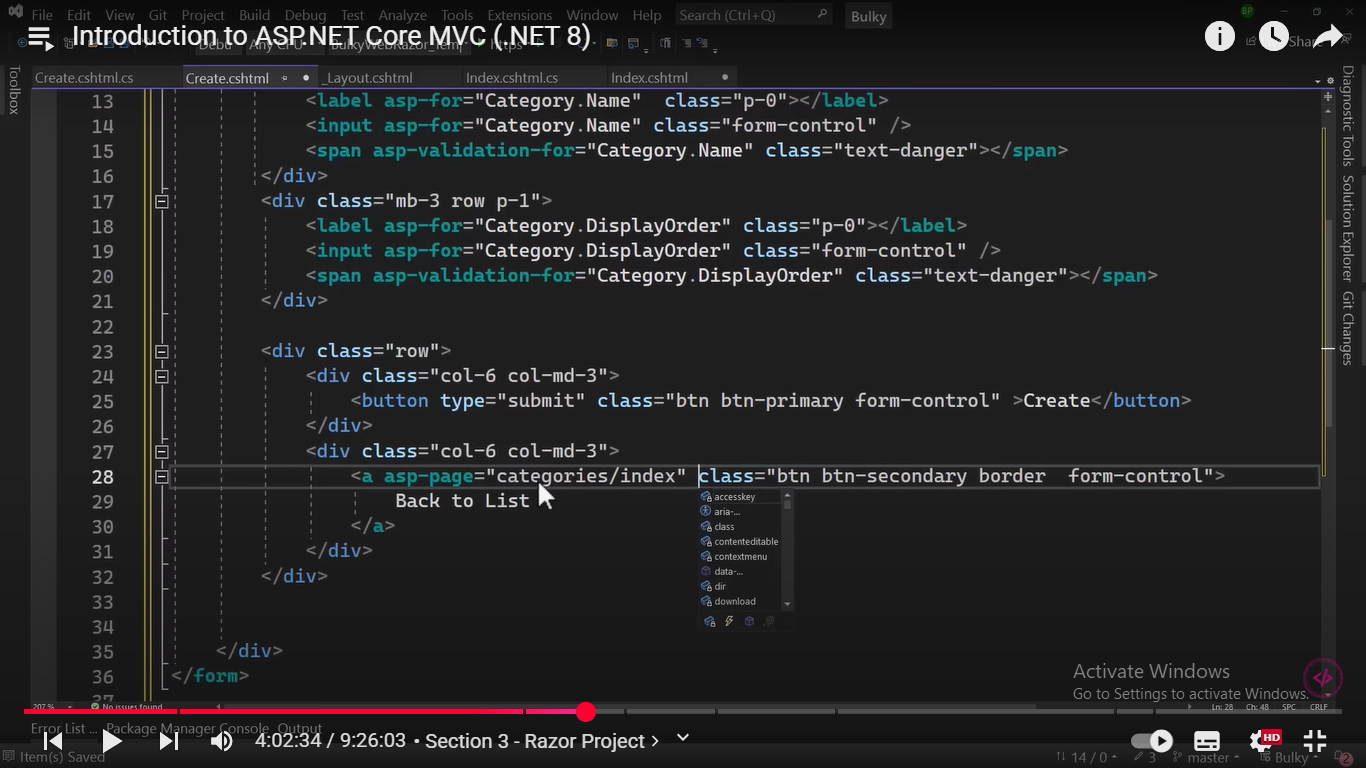 File Edit View Git Project Build Debug Test Analyze Tools Extensions Window Help Search (Ctrl+Q) Bulky
Introduction to ASP.NET Core MVC (.NET 8)
Share
Toolbox
Create.cshtml.cs Create.cshtml _Layout.cshtml Index.cshtml.cs Index.cshtml
13 <label asp-for="Category.Name" class="p-0"></label>
14 <input asp-for="Category.Name" class="form-control" />
15 <span asp-validation-for="Category.Name" class="text-danger"></span>
16 </div>
17 <div class="mb-3 row p-1">
18 <label asp-for="Category.DisplayOrder" class="p-0"></label>
19 <input asp-for="Category.DisplayOrder" class="form-control" />
20 <span asp-validation-for="Category.DisplayOrder" class="text-danger"></span>
21 </div>
22
23 <div class="row">
24 <div class="col-6 col-md-3">
25 <button type="submit" class="btn btn-primary form-control" >Create</button>
26 </div>
27 <div class="col-6 col-md-3">
28 <a asp-page="categories/index" class="btn btn-secondary border form-control">
29 Back to List
30 </a>
31 </div>
32 </div>
33
34
35 </div>
36 </form>
37
accesskey
aria-...
class
contenteditable
contextmenu
data-...
dir
download
Diagnostic Tools
Solution Explorer
Git Changes
Activate Windows
Go to Settings to activate Windows.
207 % No issues found Ln: 28 Ch: 48 SPC CRLF
Error List ... Package Manager Console Output
4:02:34 / 9:26:03 • Section 3 - Razor Project
HD
Item(s) Saved 14 / 0 3 master Bulky 2